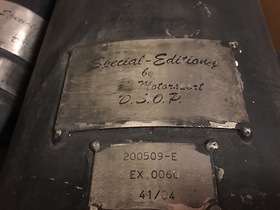 Special-Edition
by
Motorsport
D.S.O.P.
200509-E
EX.0060
41/04